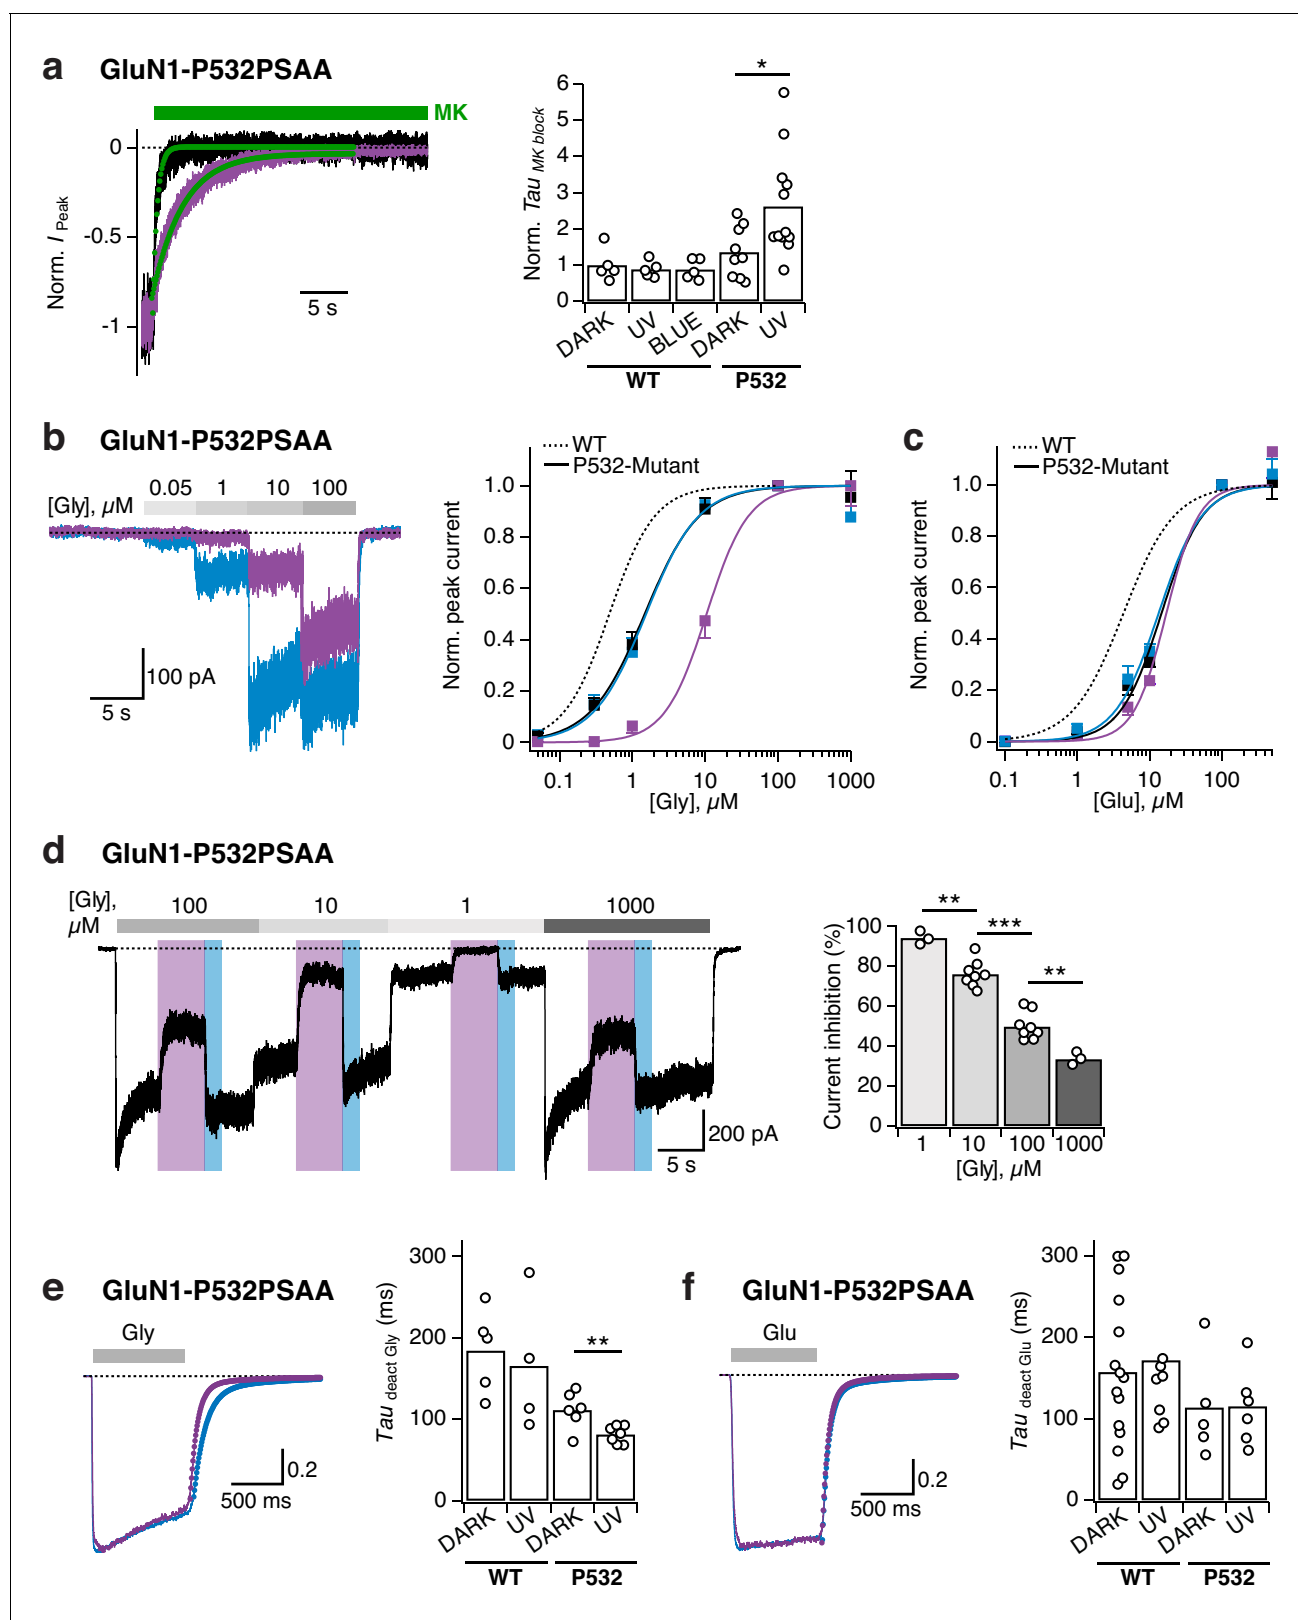 a GluN1-P532PSAA
MK
0
-0.5
-1
Norm. I Peak
5 s
Norm. Tau MK block
6
5
4
3
2
1
0
*
DARK
UV
BLUE
DARK
UV
WT
P532
b GluN1-P532PSAA
[Gly], µM
0.05 1 10 100
100 pA
5 s
WT
P532-Mutant
Norm. peak current
1.0
0.8
0.6
0.4
0.2
0
0.1 1 10 100 1000
[Gly], µM
c
WT
P532-Mutant
Norm. peak current
1.0
0.8
0.6
0.4
0.2
0
0.1 1 10 100
[Glu], µM
d GluN1-P532PSAA
[Gly],
µM
100 10 1 1000
200 pA
5 s
Current inhibition (%)
100
80
60
40
20
0
**
***
**
1 10 100 1000
[Gly], µM
e GluN1-P532PSAA
Gly
0.2
500 ms
Tau deact Gly (ms)
300
200
100
0
**
DARK
UV
DARK
UV
WT
P532
f GluN1-P532PSAA
Glu
0.2
500 ms
Tau deact Glu (ms)
300
200
100
0
DARK
UV
DARK
UV
WT
P532